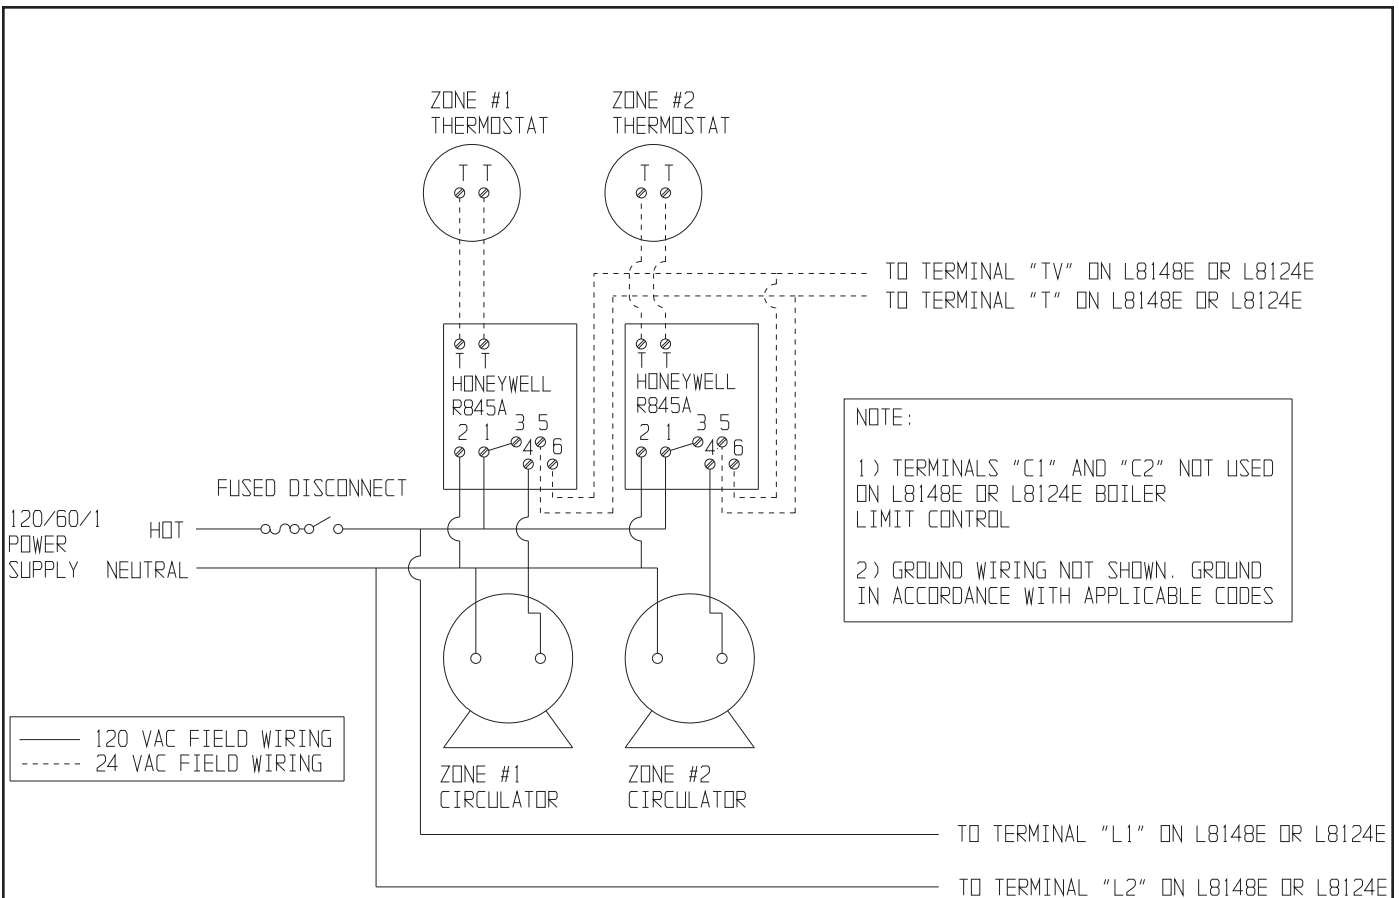 ZONE #1
THERMOSTAT
ZONE #2
THERMOSTAT
T T
T T
TO TERMINAL "TV" ON L8148E OR L8124E
TO TERMINAL "T" ON L8148E OR L8124E
T T
HONEYWELL
R845A
3 5
2 1
4 6
T T
HONEYWELL
R845A
3 5
2 1
4 6
NOTE:
1) TERMINALS "C1" AND "C2" NOT USED
ON L8148E OR L8124E BOILER
LIMIT CONTROL
2) GROUND WIRING NOT SHOWN. GROUND
IN ACCORDANCE WITH APPLICABLE CODES
FUSED DISCONNECT
120/60/1
POWER
SUPPLY
HOT
NEUTRAL
120 VAC FIELD WIRING
24 VAC FIELD WIRING
ZONE #1
CIRCULATOR
ZONE #2
CIRCULATOR
TO TERMINAL "L1" ON L8148E OR L8124E
TO TERMINAL "L2" ON L8148E OR L8124E